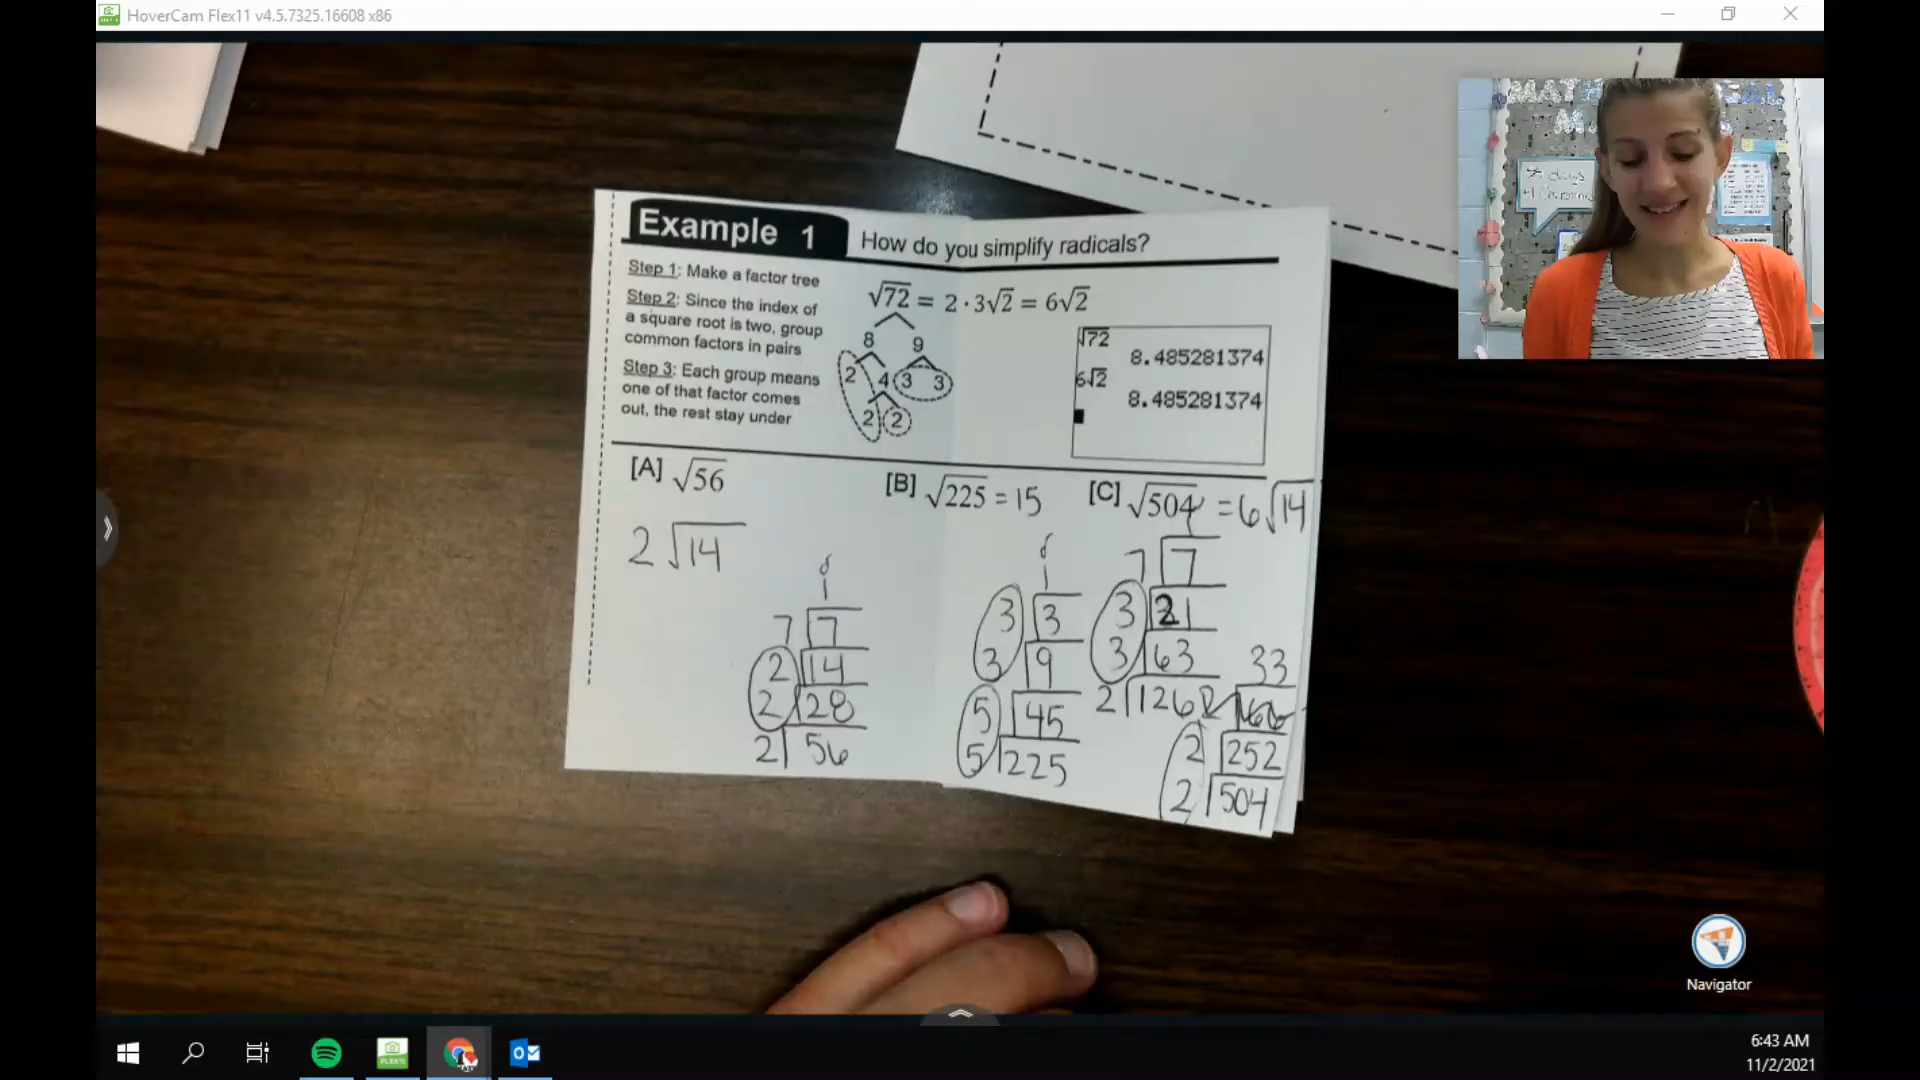 HoverCam Flex11 v4.5.7325.16608 x86
Example 1 How do you simplify radicals?
Step 1: Make a factor tree
Step 2: Since the index of
a square root is two, group
common factors in pairs
Step 3: Each group means
one of that factor comes
out, the rest stay under
√72 = 2 · 3√2 = 6√2
8 9
2 4 3 3
2 2
√72
8.485281374
6√2
8.485281374
[A] √56
2√14
1
7 7
2 14
2 28
2 56
[B] √225 = 15
1
3 3
3 9
5 45
5 225
[C] √504 = 6√14
7 7
3 21
3 63
2 126
33
2 252
2 504
MATH
Navigator
FLEX11
6:43 AM
11/2/2021